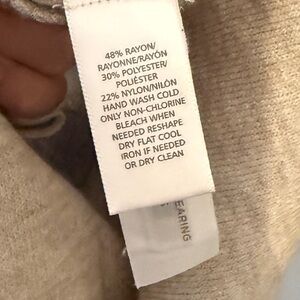 48% RAYON/
RAYONNE/RAYÓN
30% POLYESTER/
POLIÉSTER
22% NYLON/NILÓN
HAND WASH COLD
ONLY NON-CHLORINE
BLEACH WHEN
NEEDED RESHAPE
DRY FLAT COOL
IRON IF NEEDED
OR DRY CLEAN
EARING